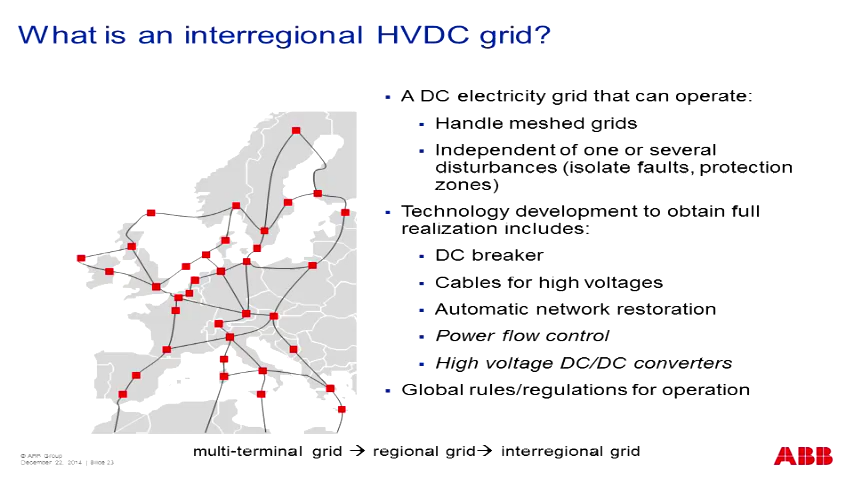 What is an interregional HVDC grid?
▪ A DC electricity grid that can operate:
▪ Handle meshed grids
▪ Independent of one or several
disturbances (isolate faults, protection
zones)
▪ Technology development to obtain full
realization includes:
▪ DC breaker
▪ Cables for high voltages
▪ Automatic network restoration
▪ Power flow control
▪ High voltage DC/DC converters
▪ Global rules/regulations for operation
multi-terminal grid → regional grid→ interregional grid
© ABB Group
December 22, 2014 | Slide 23
ABB